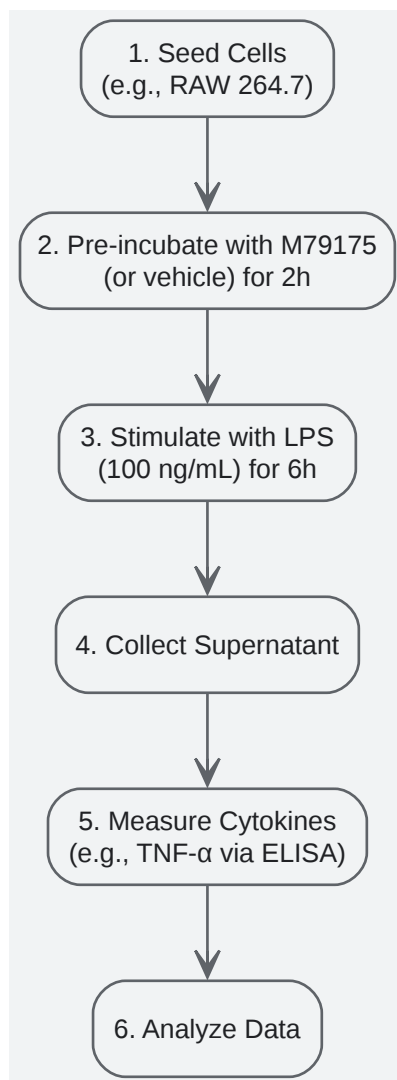 1. Seed Cells
(e.g., RAW 264.7)
2. Pre-incubate with M79175
(or vehicle) for 2h
3. Stimulate with LPS
(100 ng/mL) for 6h
4. Collect Supernatant
5. Measure Cytokines
(e.g., TNF-α via ELISA)
6. Analyze Data